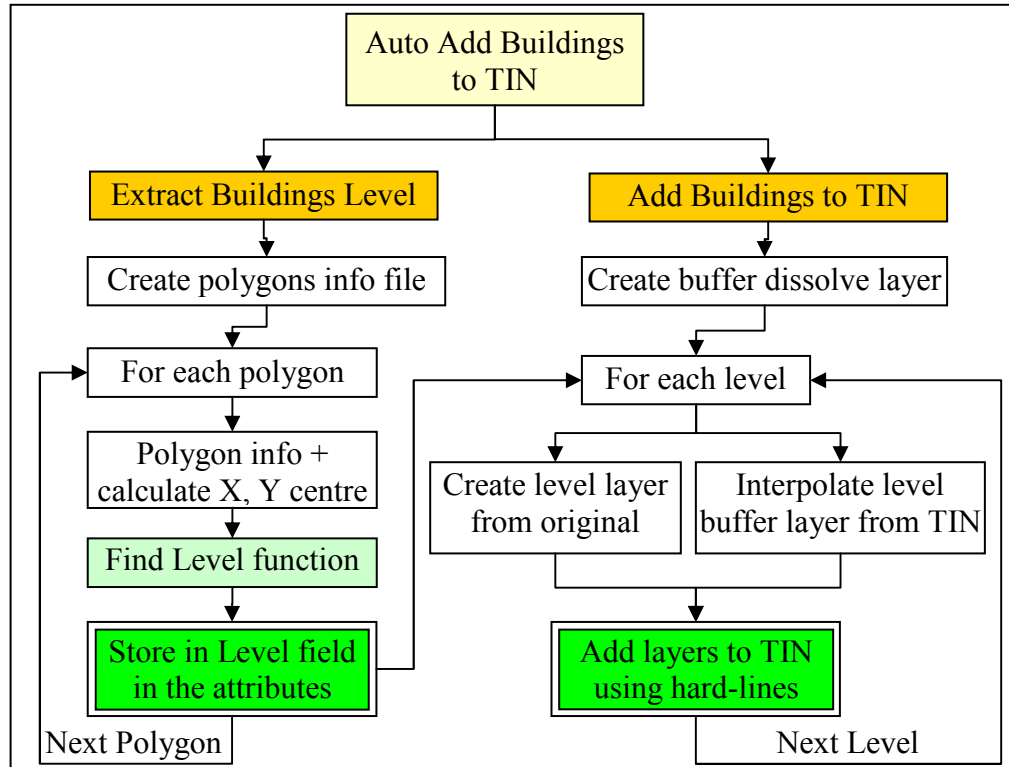 Auto Add Buildings
to TIN
Extract Buildings Level
Create polygons info file
For each polygon
Polygon info +
calculate X, Y centre
Find Level function
Store in Level field
in the attributes
Next Polygon
Add Buildings to TIN
Create buffer dissolve layer
For each level
Create level layer
from original
Interpolate level
buffer layer from TIN
Add layers to TIN
using hard-lines
Next Level